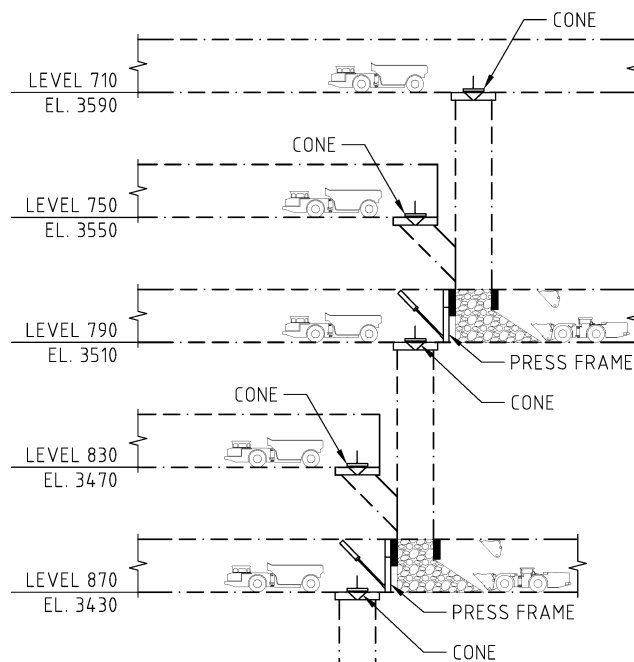 CONE
LEVEL 710
EL. 3590
CONE
LEVEL 750
EL. 3550
LEVEL 790
EL. 3510
PRESS FRAME
CONE
CONE
LEVEL 830
EL. 3470
LEVEL 870
EL. 3430
PRESS FRAME
CONE